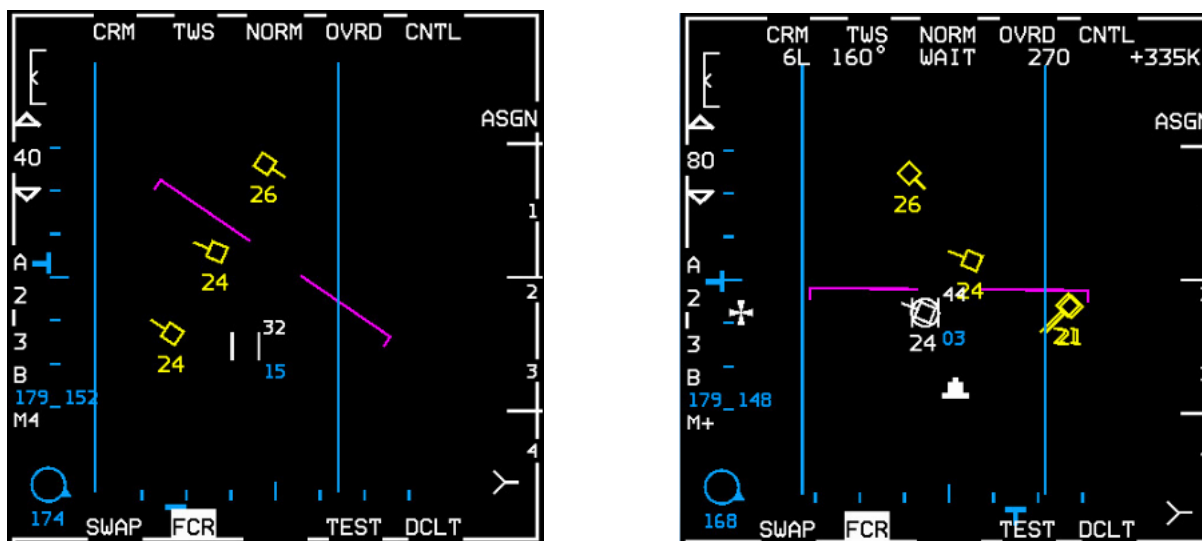 CRM TWS NORM OVRD CNTL
ASGN
40
26
1
A
2
3
B
24
2
32
24
15
3
179_152
M4
4
174
SWAP FCR TEST DCLT
CRM TWS NORM OVRD CNTL
6L 160° WAIT 270 +335K
ASGN
80
26
A
2
3
B
24
44
24 03
21
179_148
M+
168
SWAP FCR TEST DCLT